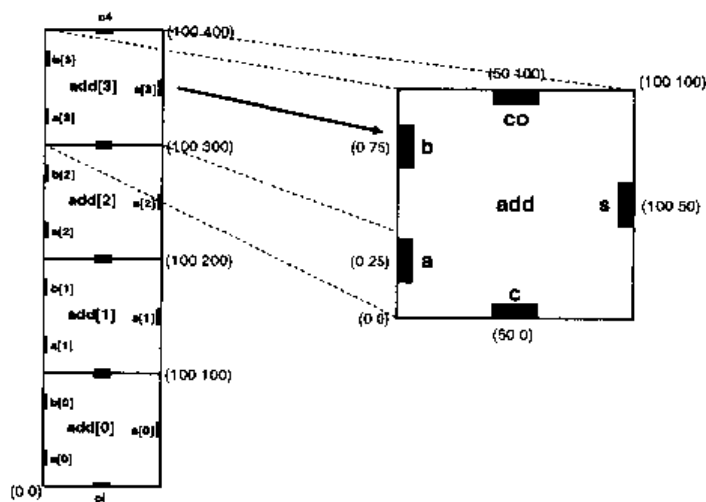 c4
(100 400)
b[3]
add[3]
s[3]
a[3]
(100 300)
b[2]
add[2]
s[2]
a[2]
(100 200)
b[1]
add[1]
s[1]
a[1]
(100 100)
b[0]
add[0]
s[0]
a[0]
(0 0)
(50 100)
(100 100)
co
(0 75)
b
add
s
(100 50)
(0 25)
a
c
(0 0)
(50 0)